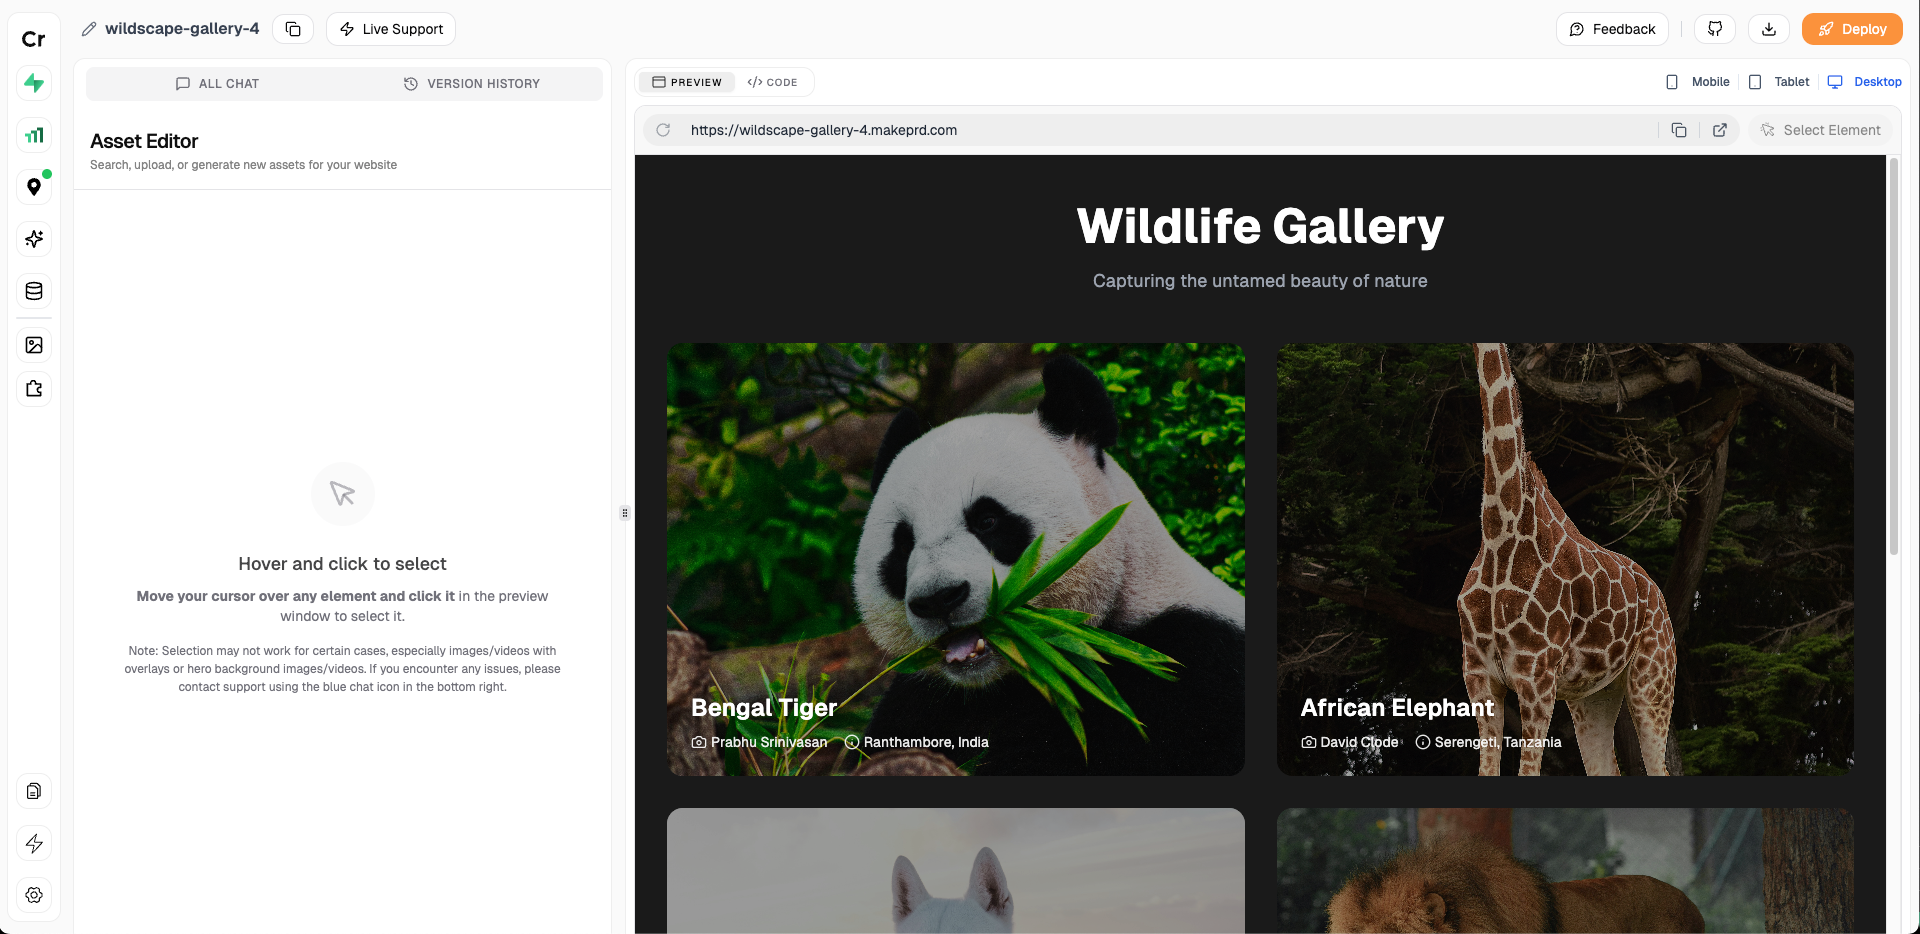 Cr
wildscape-gallery-4
Live Support
Feedback
Deploy
ALL CHAT
VERSION HISTORY
Asset Editor
Search, upload, or generate new assets for your website
Hover and click to select
Move your cursor over any element and click it in the preview
window to select it.
Note: Selection may not work for certain cases, especially images/videos with
overlays or hero background images/videos. If you encounter any issues, please
contact support using the blue chat icon in the bottom right.
PREVIEW
CODE
Mobile
Tablet
Desktop
https://wildscape-gallery-4.makeprd.com
Select Element
Wildlife Gallery
Capturing the untamed beauty of nature
Bengal Tiger
Prabhu Srinivasan
Ranthambore, India
African Elephant
David Clode
Serengeti, Tanzania